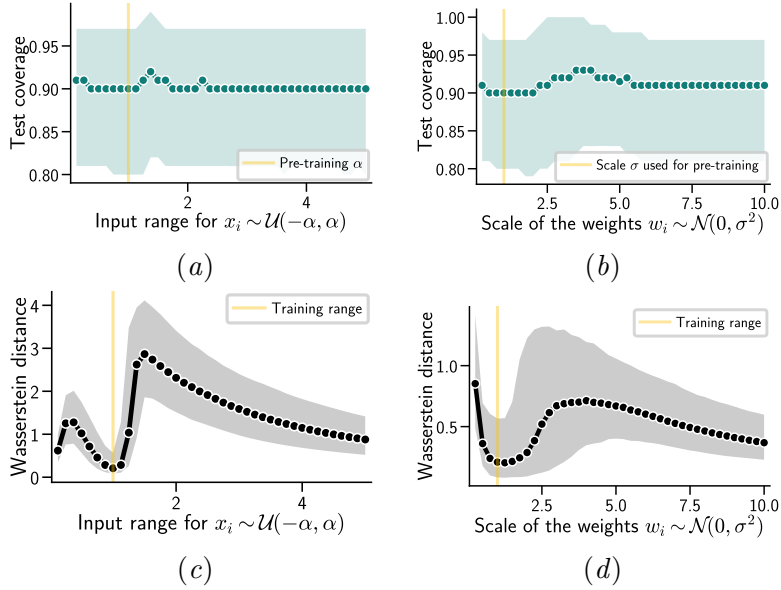 Test coverage
0.95
0.90
0.85
0.80
2
4
Pre-training α
Input range for xᵢ ∼ 𝒰(−α, α)
(a)
Test coverage
1.00
0.95
0.90
0.85
0.80
2.5
5.0
7.5
10.0
Scale σ used for pre-training
Scale of the weights wᵢ ∼ 𝒩(0, σ²)
(b)
Wasserstein distance
4
3
2
1
0
2
4
Training range
Input range for xᵢ ∼ 𝒰(−α, α)
(c)
Wasserstein distance
1.0
0.5
2.5
5.0
7.5
10.0
Training range
Scale of the weights wᵢ ∼ 𝒩(0, σ²)
(d)